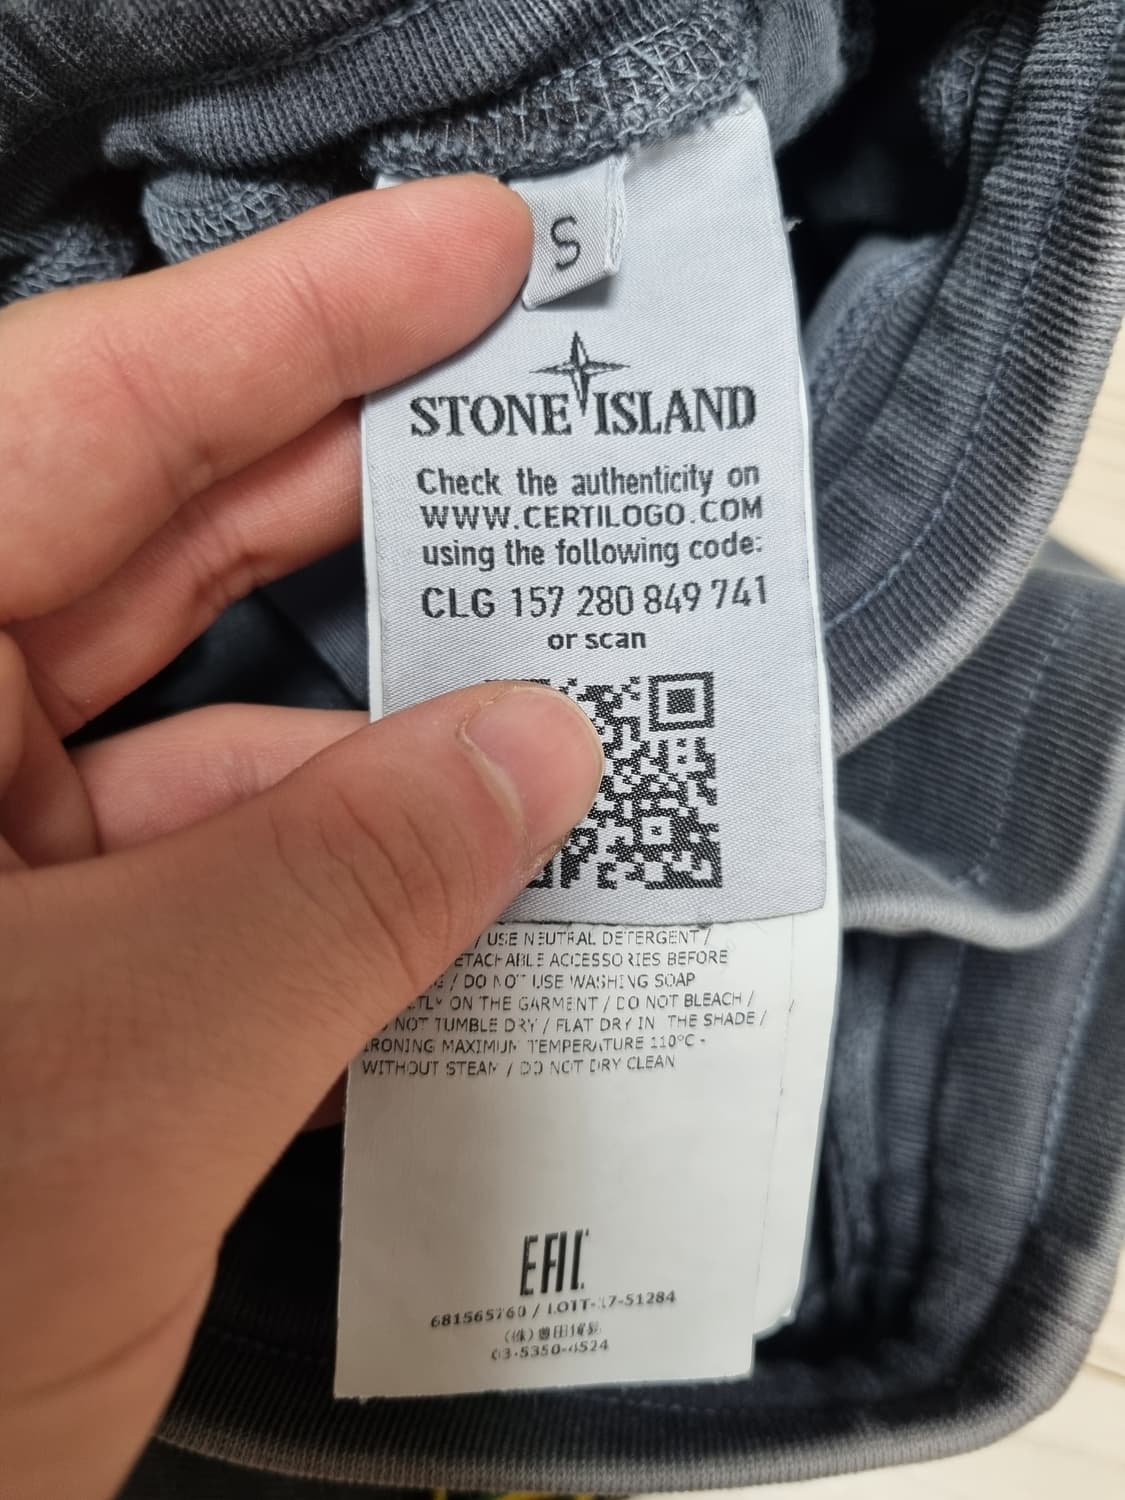 S
STONE ISLAND
Check the authenticity on
WWW.CERTILOGO.COM
using the following code:
CLG 157 280 849 741
or scan
/ USE NEUTRAL DETERGENT /
ETACHABLE ACCESSORIES BEFORE
/ DO NOT USE WASHING SOAP
TLY ON THE GARMENT / DO NOT BLEACH /
NOT TUMBLE DRY / FLAT DRY IN THE SHADE /
IRONING MAXIMUM TEMPERATURE 110°C -
WITHOUT STEAM / DO NOT DRY CLEAN
EAC
681565760 / LOTT-17-51284
(株)
03-5350-4524